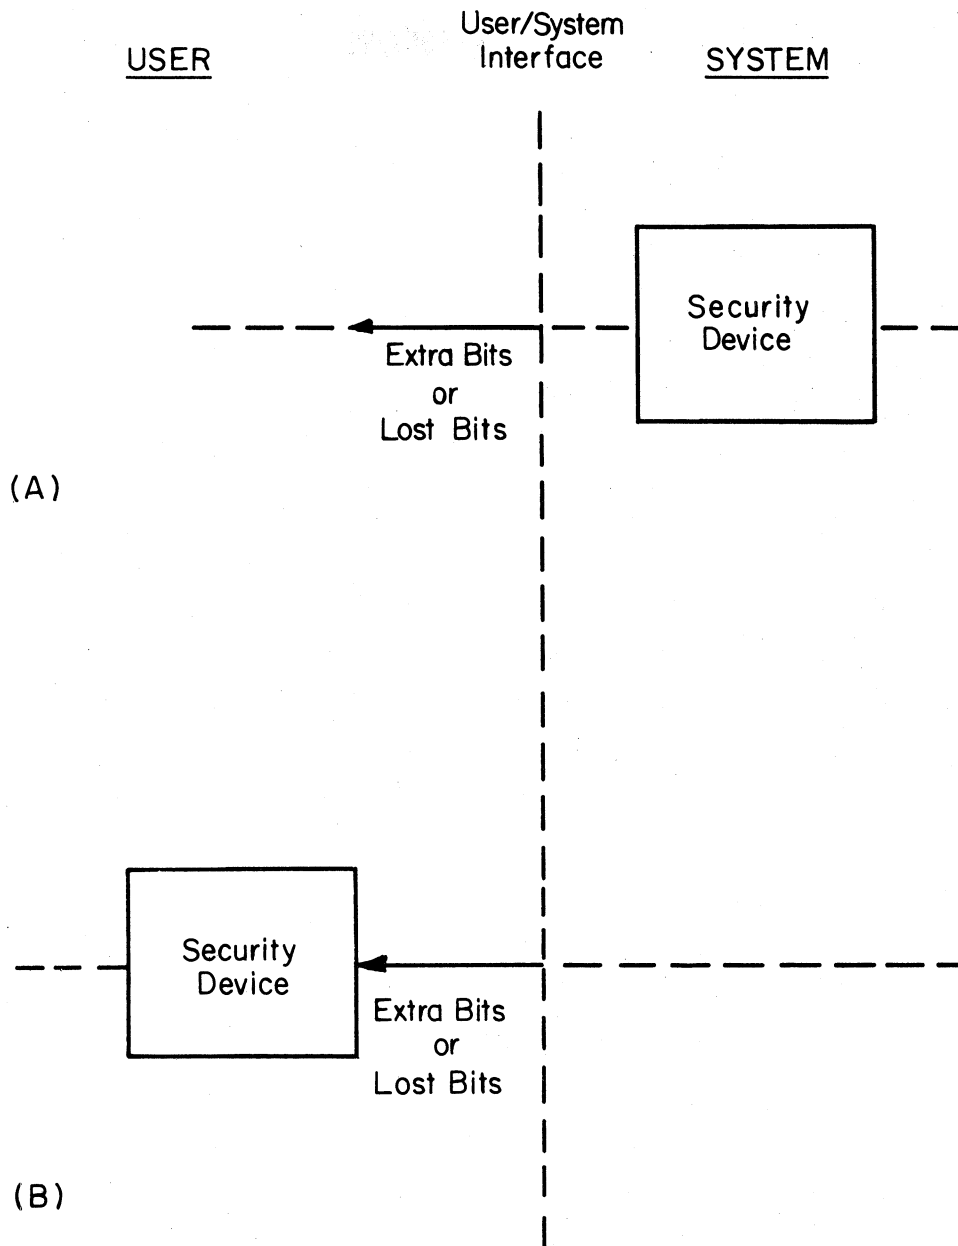 USER
User/System
Interface
SYSTEM
Security
Device
Extra Bits
or
Lost Bits
(A)
Security
Device
Extra Bits
or
Lost Bits
(B)